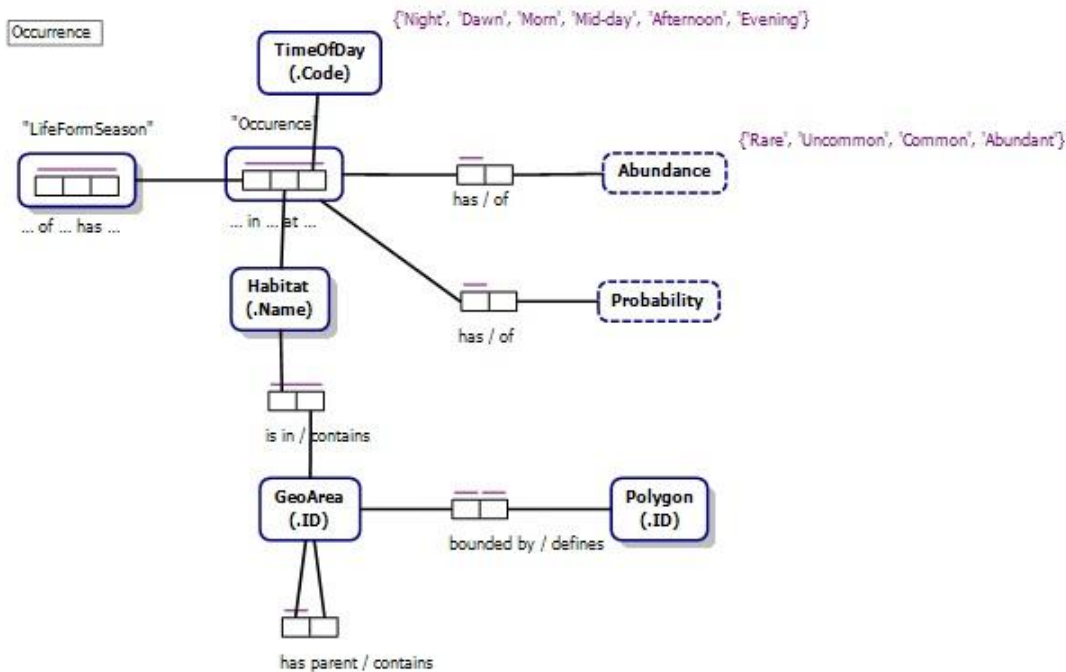 {'Night', 'Dawn', 'Morn', 'Mid-day', 'Afternoon', 'Evening'}
Occurrence
TimeOfDay
(.Code)
"LifeFormSeason"
"Occurence"
{'Rare', 'Uncommon', 'Common', 'Abundant'}
Abundance
has / of
... of ... has ...
... in ... at ...
Habitat
(.Name)
Probability
has / of
is in / contains
GeoArea
(.ID)
Polygon
(.ID)
bounded by / defines
has parent / contains